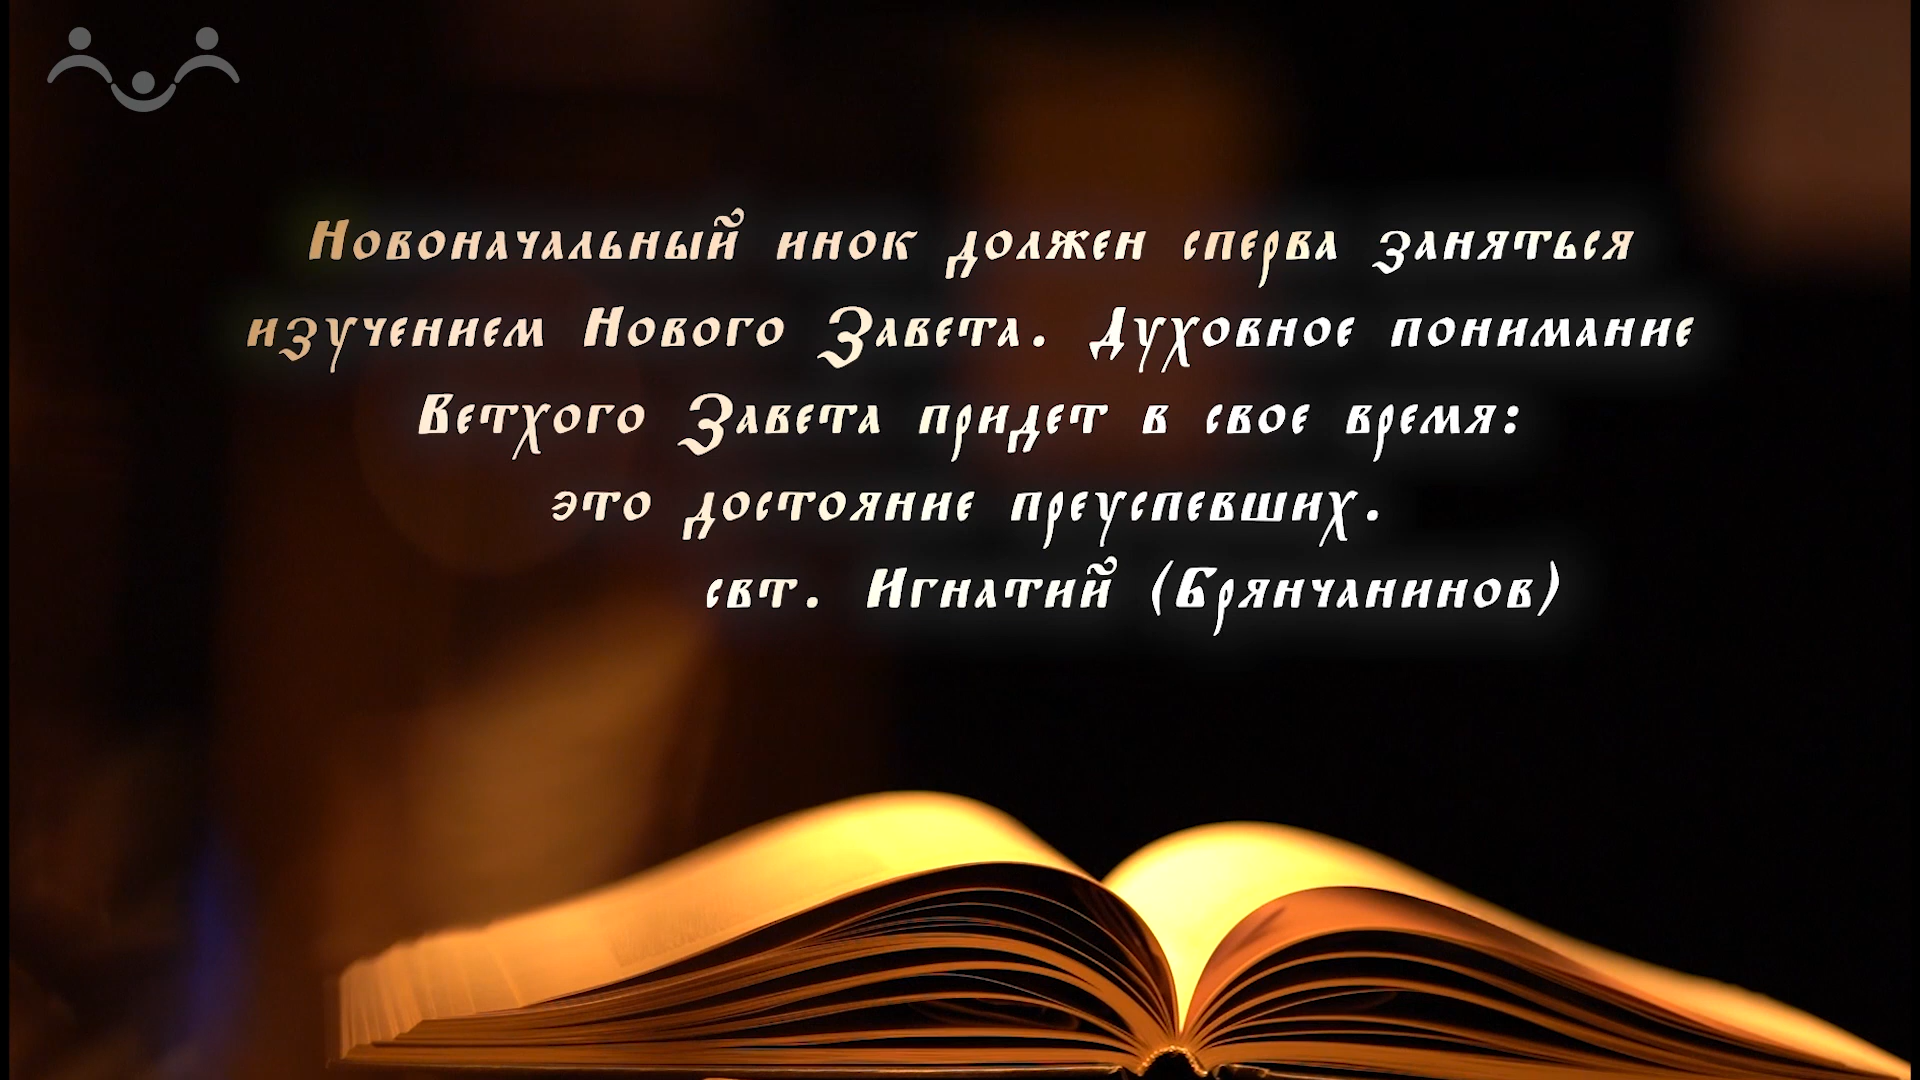 Новоначальный инок должен сперва заняться
изучением Нового Завета. Духовное понимание
Ветхого Завета придет в свое время:
это достояние преуспевших.
свт. Игнатий (Брянчанинов)